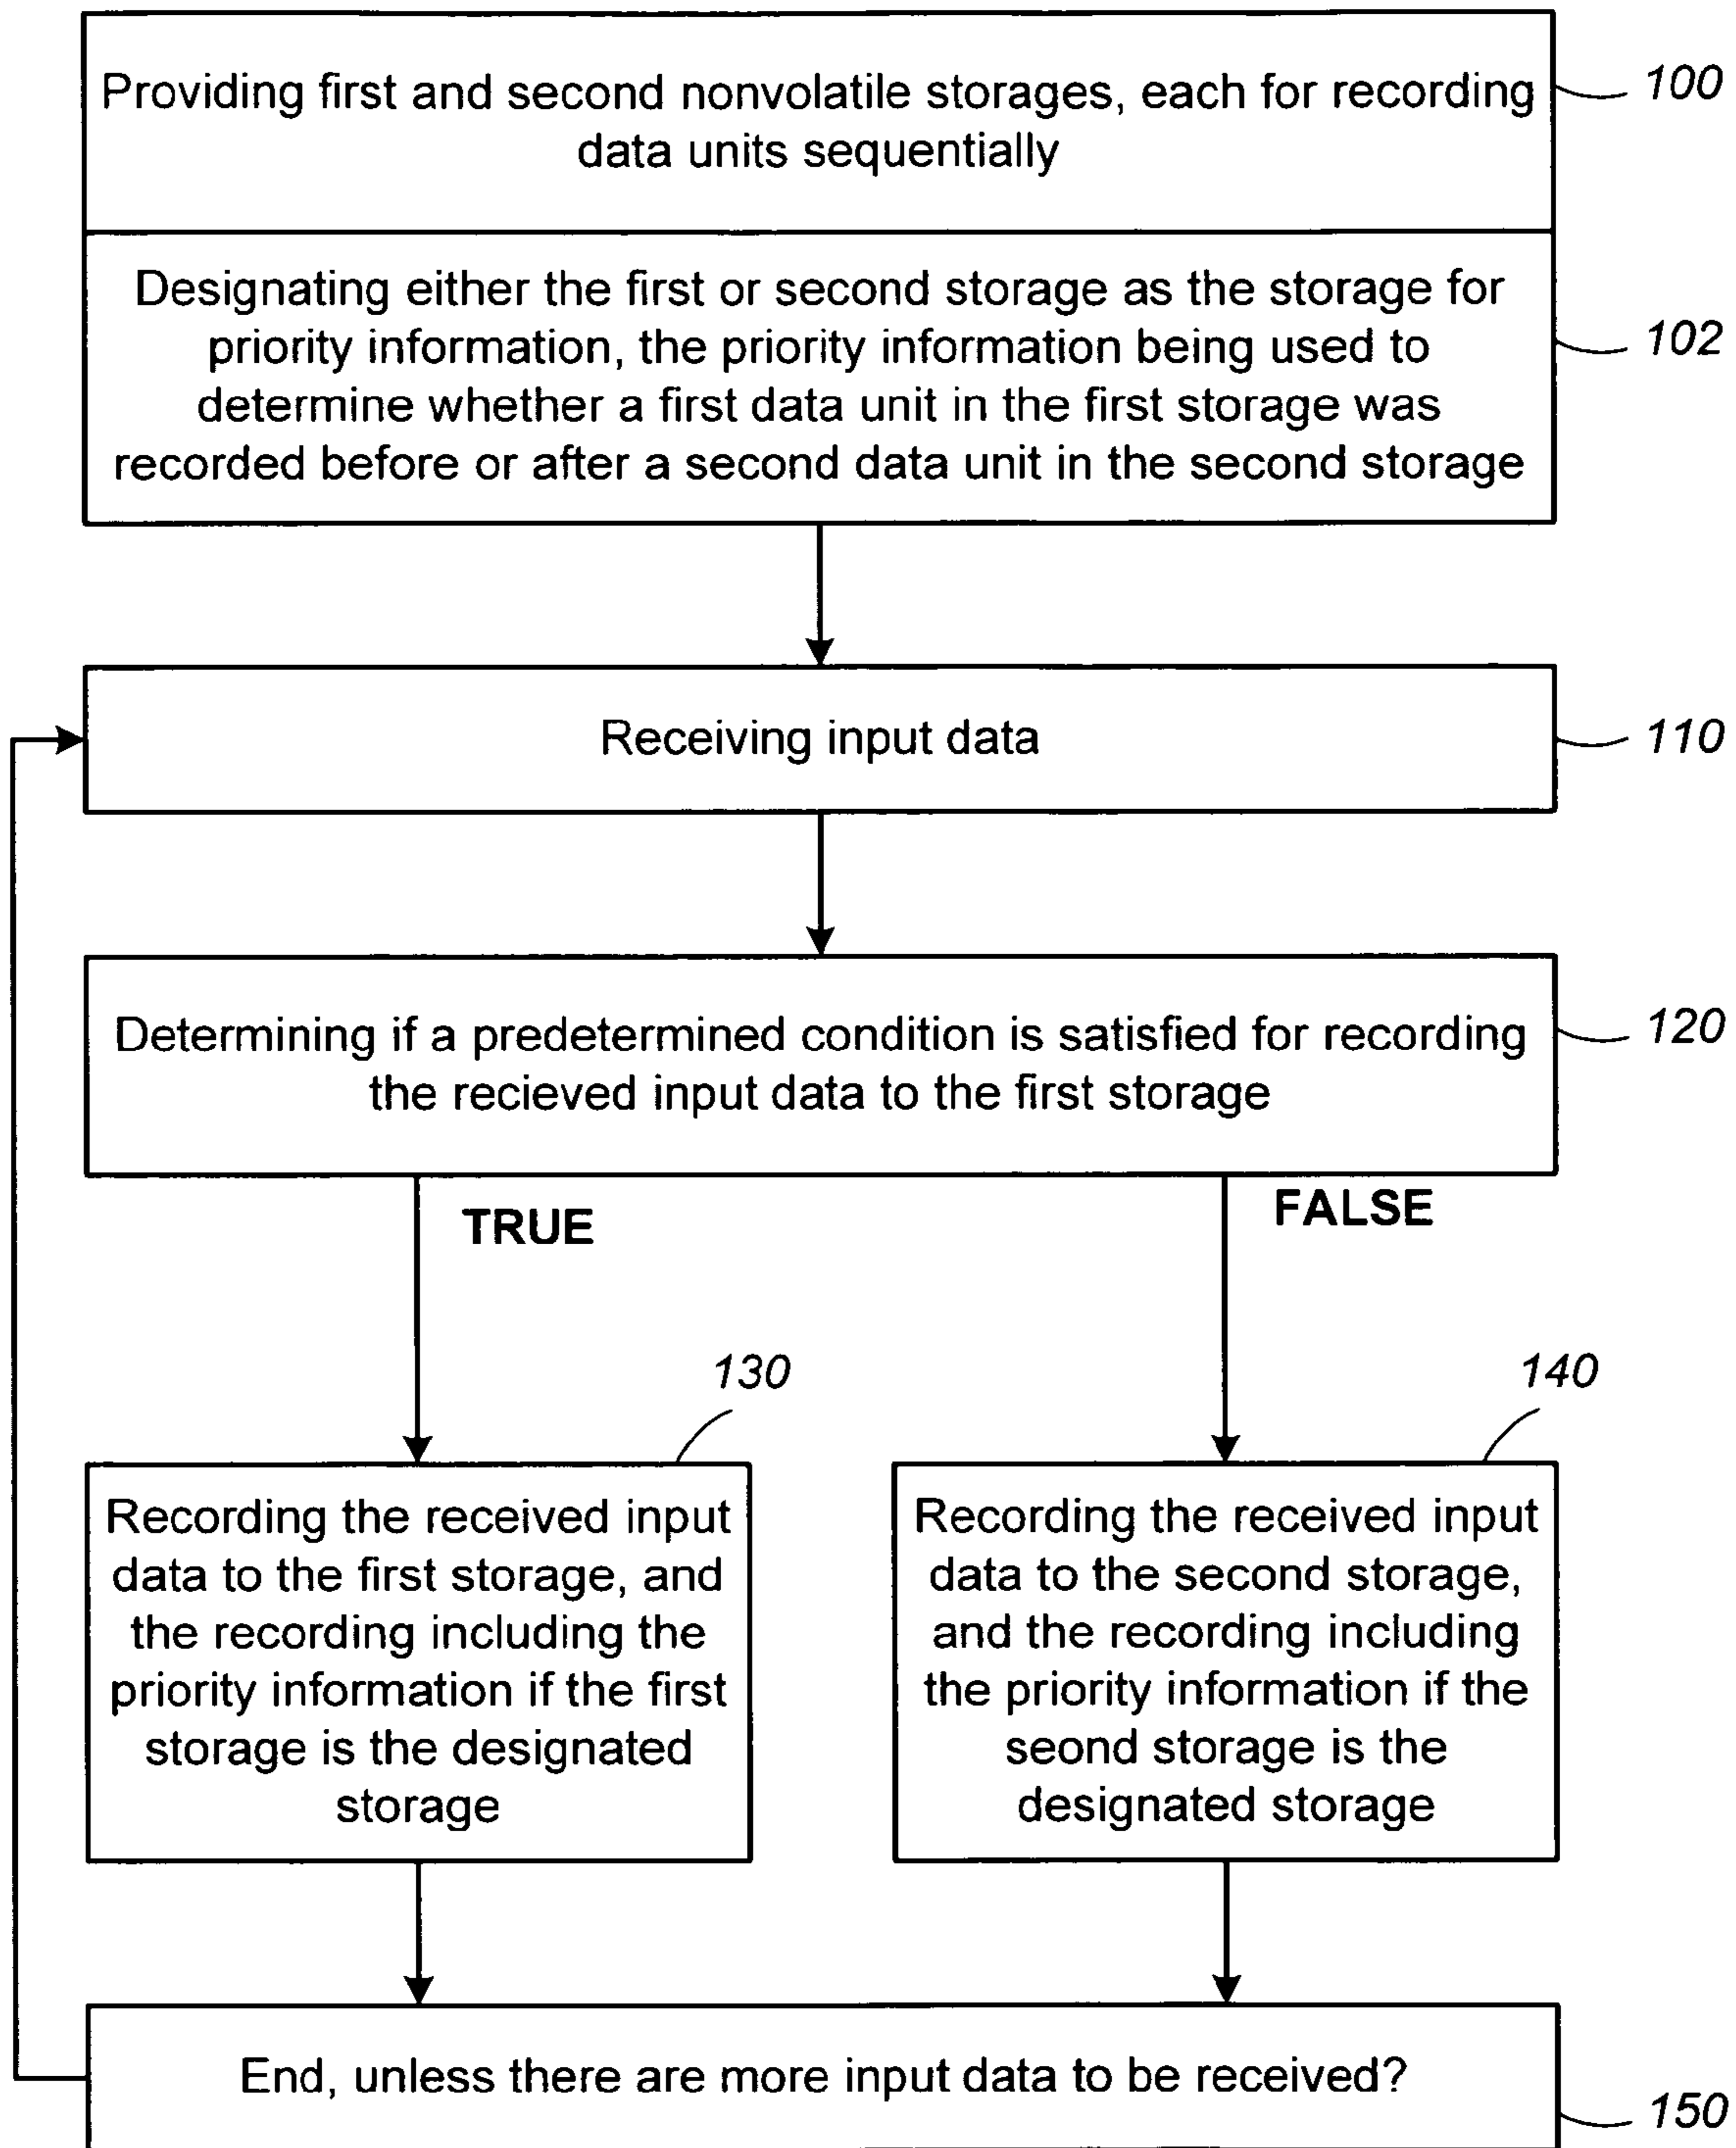 Providing first and second nonvolatile storages, each for recording
data units sequentially
100
Designating either the first or second storage as the storage for
priority information, the priority information being used to
determine whether a first data unit in the first storage was
recorded before or after a second data unit in the second storage
102
Receiving input data
110
Determining if a predetermined condition is satisfied for recording
the recieved input data to the first storage
120
TRUE
FALSE
130
Recording the received input
data to the first storage, and
the recording including the
priority information if the first
storage is the designated
storage
140
Recording the received input
data to the second storage,
and the recording including
the priority information if the
seond storage is the
designated storage
End, unless there are more input data to be received?
150